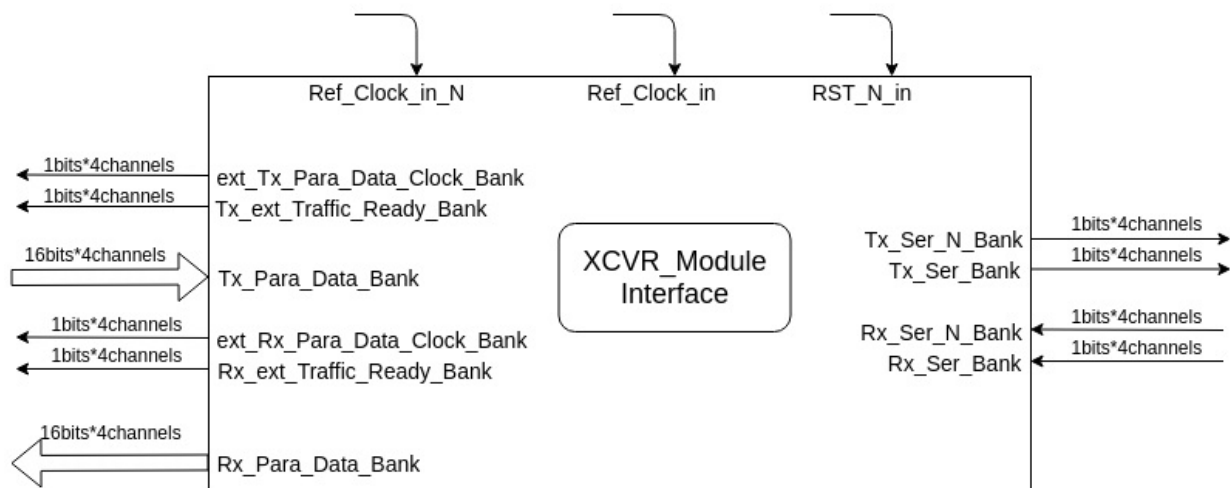 Ref_Clock_in_N
Ref_Clock_in
RST_N_in
1bits*4channels
ext_Tx_Para_Data_Clock_Bank
1bits*4channels
Tx_ext_Traffic_Ready_Bank
16bits*4channels
Tx_Para_Data_Bank
1bits*4channels
ext_Rx_Para_Data_Clock_Bank
1bits*4channels
Rx_ext_Traffic_Ready_Bank
16bits*4channels
Rx_Para_Data_Bank
XCVR_Module
Interface
Tx_Ser_N_Bank
1bits*4channels
Tx_Ser_Bank
1bits*4channels
Rx_Ser_N_Bank
1bits*4channels
Rx_Ser_Bank
1bits*4channels